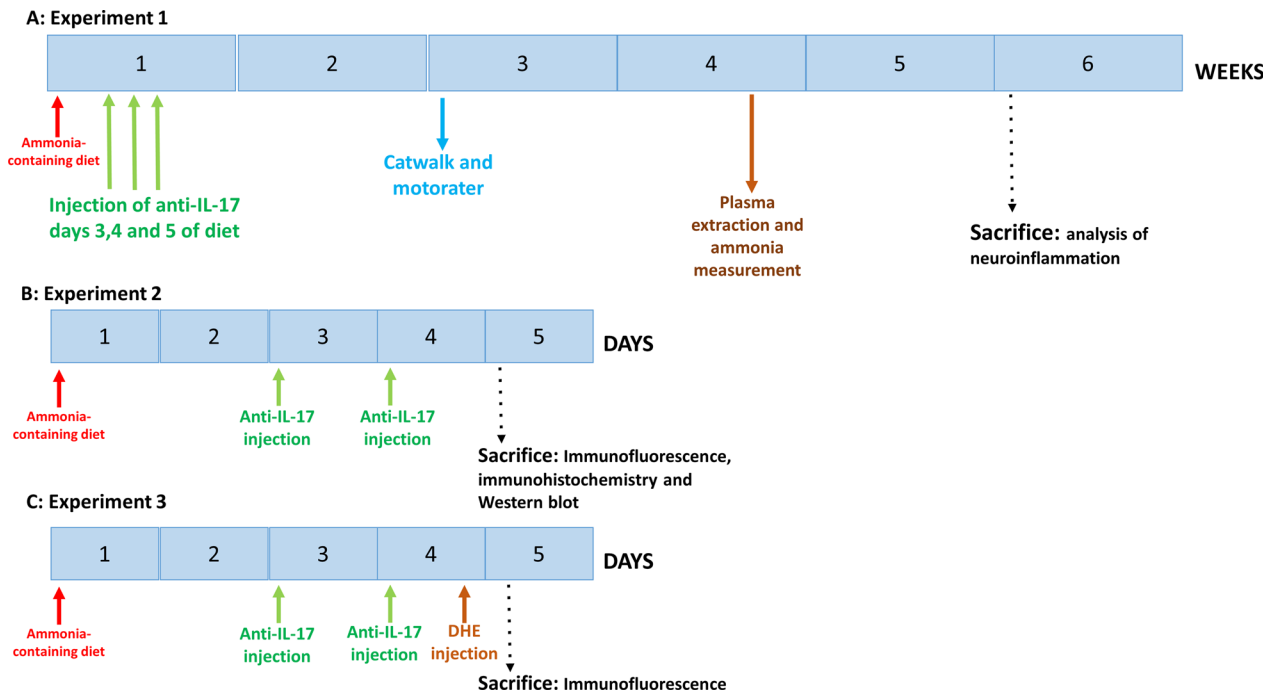 A: Experiment 1
1 2 3 4 5 6 WEEKS
Ammonia-
containing diet
Injection of anti-IL-17
days 3,4 and 5 of diet
Catwalk and
motorater
Plasma
extraction and
ammonia
measurement
Sacrifice: analysis of
neuroinflammation
B: Experiment 2
1 2 3 4 5 DAYS
Ammonia-
containing diet
Anti-IL-17
injection
Anti-IL-17
injection
Sacrifice: Immunofluorescence,
immunohistochemistry and
Western blot
C: Experiment 3
1 2 3 4 5 DAYS
Ammonia-
containing diet
Anti-IL-17
injection
Anti-IL-17
injection
DHE
injection
Sacrifice: Immunofluorescence